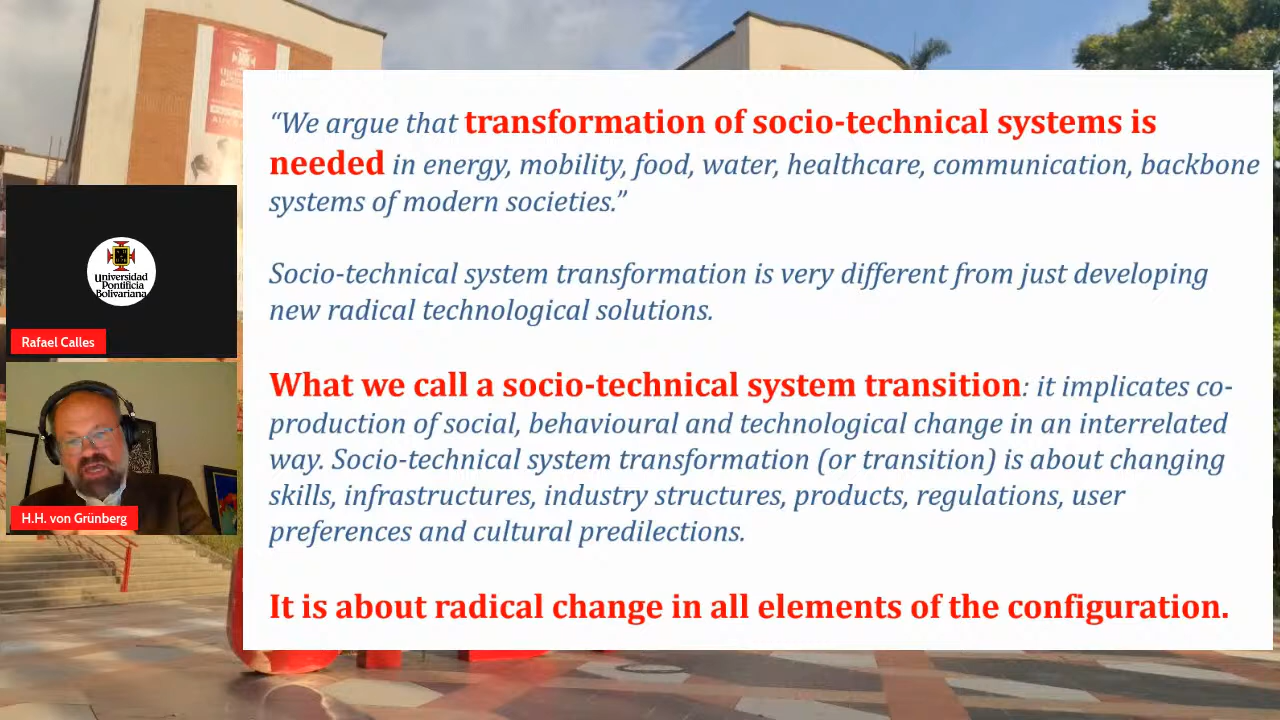 “We argue that transformation of socio-technical systems is
needed in energy, mobility, food, water, healthcare, communication, backbone
systems of modern societies.”
Socio-technical system transformation is very different from just developing
new radical technological solutions.
What we call a socio-technical system transition: it implicates co-
production of social, behavioural and technological change in an interrelated
way. Socio-technical system transformation (or transition) is about changing
skills, infrastructures, industry structures, products, regulations, user
preferences and cultural predilections.
It is about radical change in all elements of the configuration.
Universidad
Pontificia
Bolivariana
Rafael Calles
H.H. von Grünberg